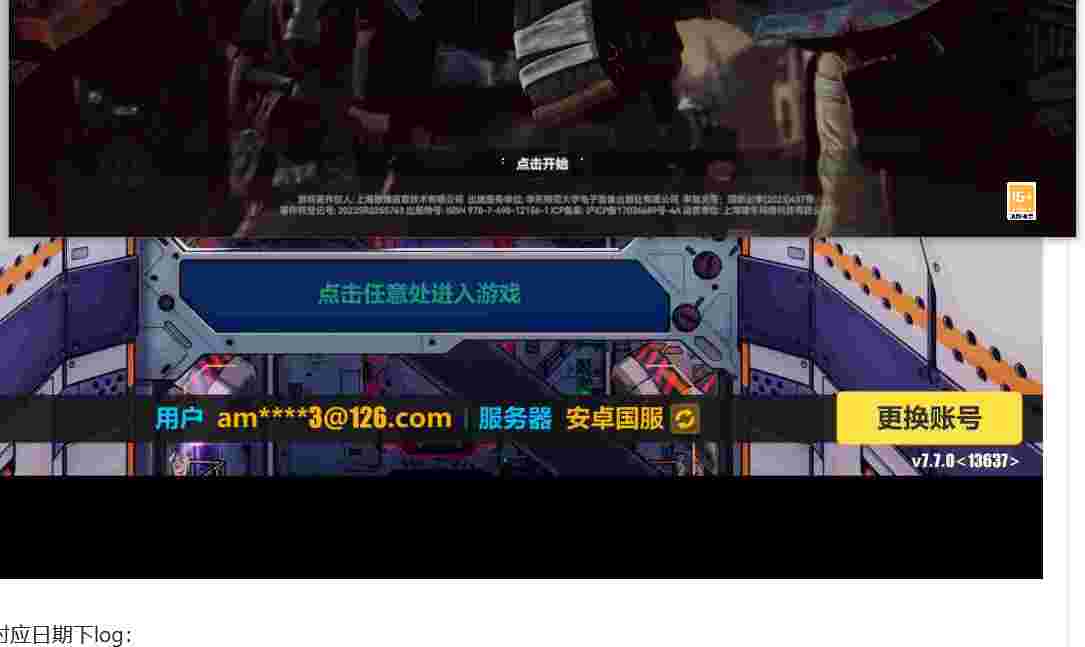 点击开始
16+
点击任意处进入游戏
用户 am****3@126.com | 服务器 安卓国服
更换账号
v7.7.0<13637>
应日期下log: